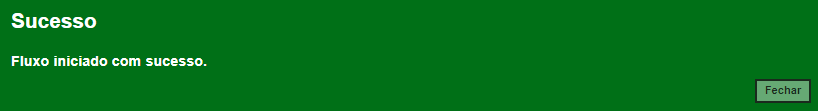 Sucesso
Fluxo iniciado com sucesso.
Fechar